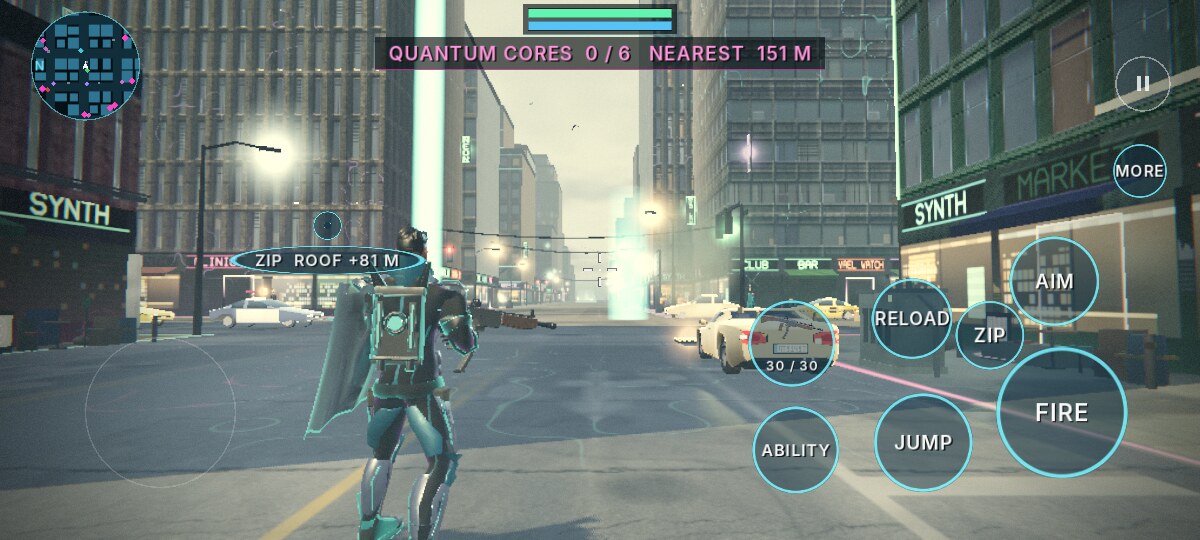 QUANTUM CORES 0 / 6 NEAREST 151 M
N
MORE
SYNTH
MARKET
SYNTH
ZIP ROOF +81 M
CLUB
BAR
AIM
RELOAD
ZIP
30 / 30
FIRE
ABILITY
JUMP